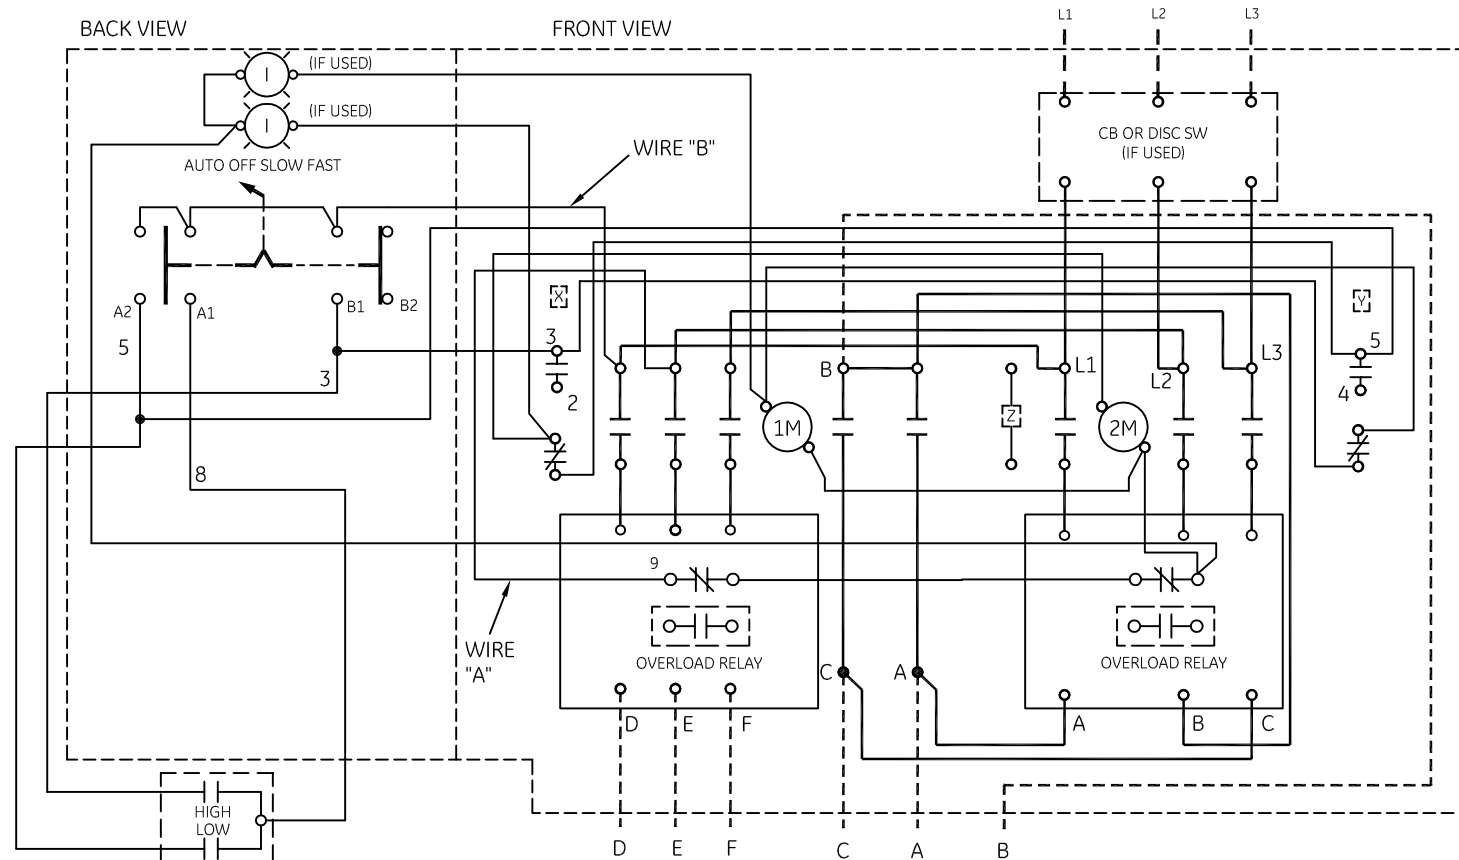 BACK VIEW
FRONT VIEW
L1
L2
L3
(IF USED)
I
(IF USED)
I
AUTO OFF SLOW FAST
WIRE "B"
CB OR DISC SW
(IF USED)
X
Y
A2
A1
B1
B2
5
3
3
2
B
L1
L2
L3
5
4
Z
1M
2M
8
9
WIRE
"A"
OVERLOAD RELAY
OVERLOAD RELAY
C
A
D
E
F
A
B
C
HIGH
LOW
D
E
F
C
A
B